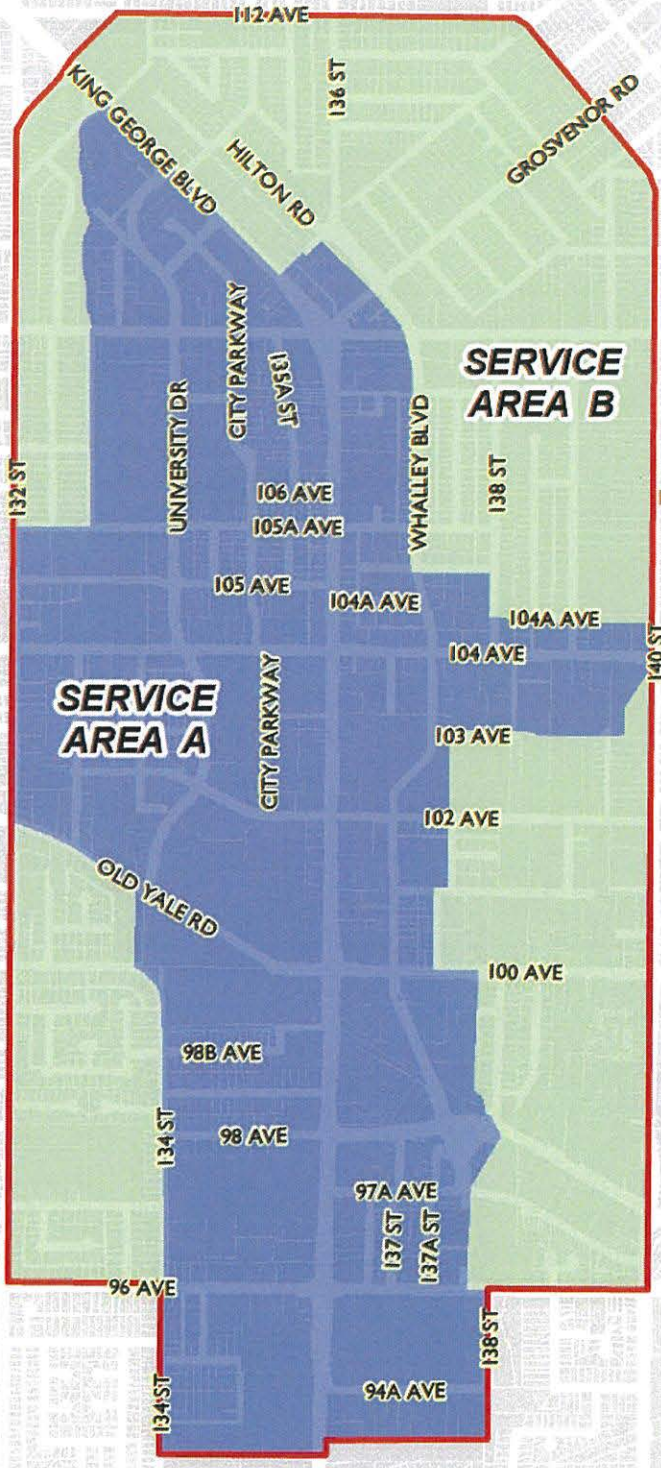 112 AVE
KING GEORGE BLVD
136 ST
HILTON RD
GROSVENOR RD
CITY PARKWAY
135A ST
SERVICE
AREA B
UNIVERSITY DR
WHALLEY BLVD
132 ST
138 ST
106 AVE
105A AVE
105 AVE
104A AVE
104A AVE
104 AVE
140 ST
SERVICE
AREA A
CITY PARKWAY
103 AVE
102 AVE
OLD YALE RD
100 AVE
98B AVE
134 ST
98 AVE
97A AVE
137 ST
137A ST
96 AVE
138 ST
134 ST
94A AVE